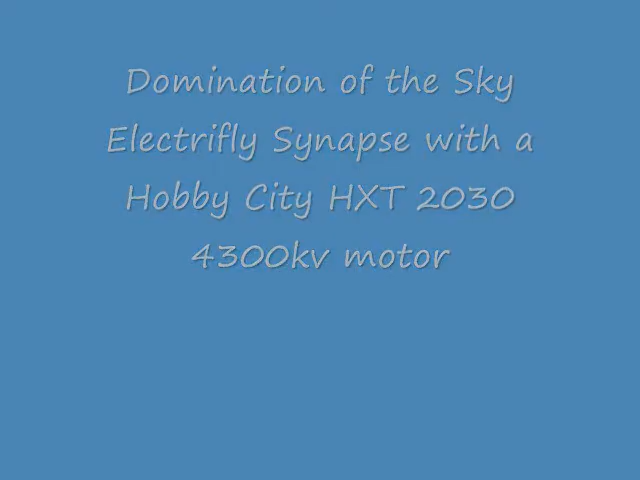 Domination of the Sky
Electrifly Synapse with a
Hobby City HXT 2030
4300kv motor